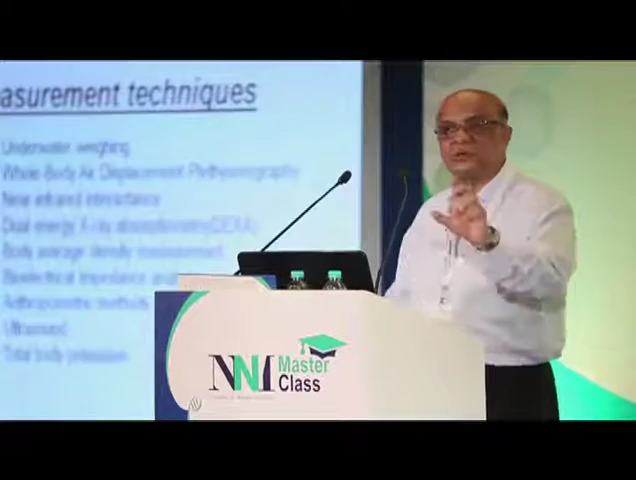 asurement techniques
Underwater weighing
Whole-Body Air Displacement Plethysmography
Near infrared interactance
Dual energy X-ray absorptiometry(DEXA)
Body average density measurement
Bioelectrical impedance
Anthropometric methods
Ultrasound
Total body potassium
NNI
Master
Class